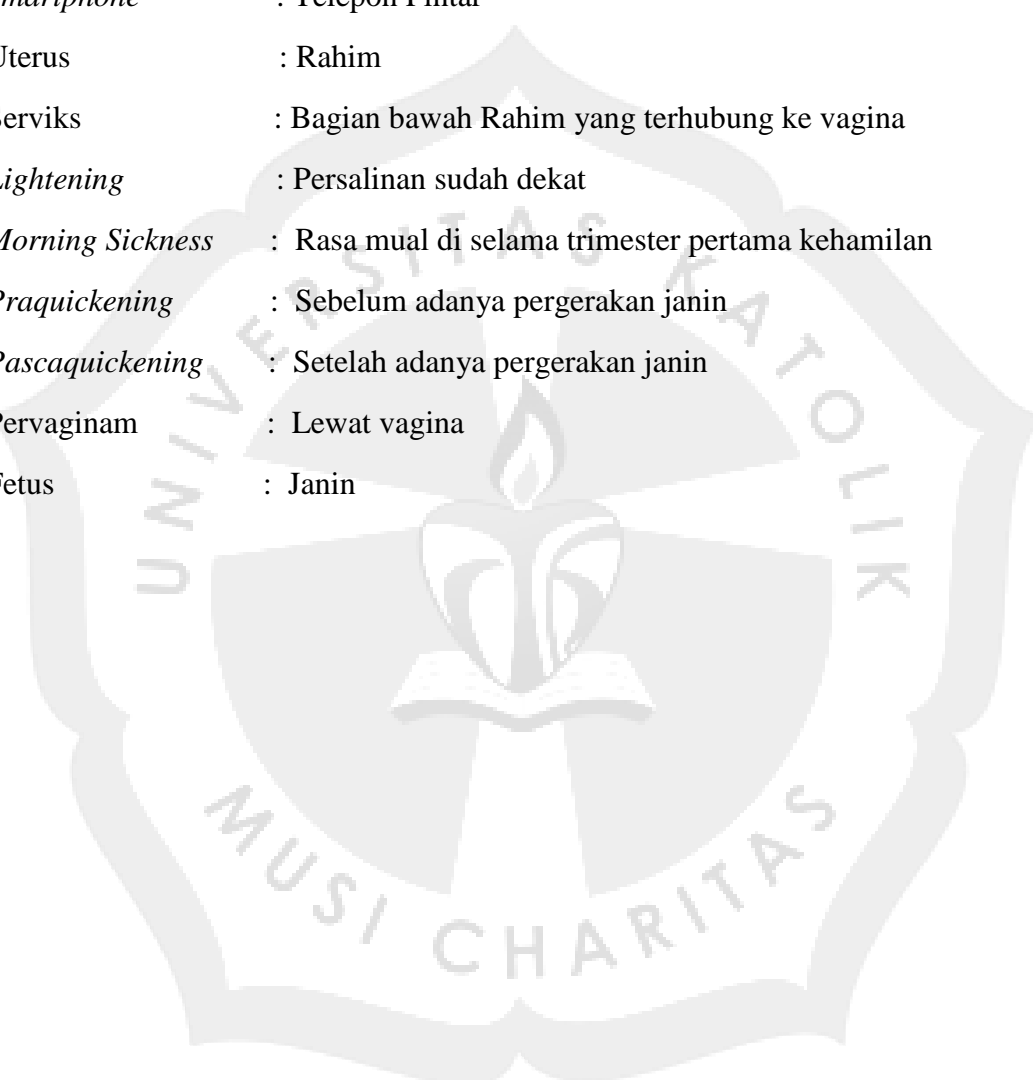 martphone : Telepon Pintar
Uterus : Rahim
Serviks : Bagian bawah Rahim yang terhubung ke vagina
Lightening : Persalinan sudah dekat
Morning Sickness : Rasa mual di selama trimester pertama kehamilan
Praquickening : Sebelum adanya pergerakan janin
Pascaquickening : Setelah adanya pergerakan janin
Pervaginam : Lewat vagina
Fetus : Janin
UNIVERSITAS KATOLIK
MUSI CHARITAS